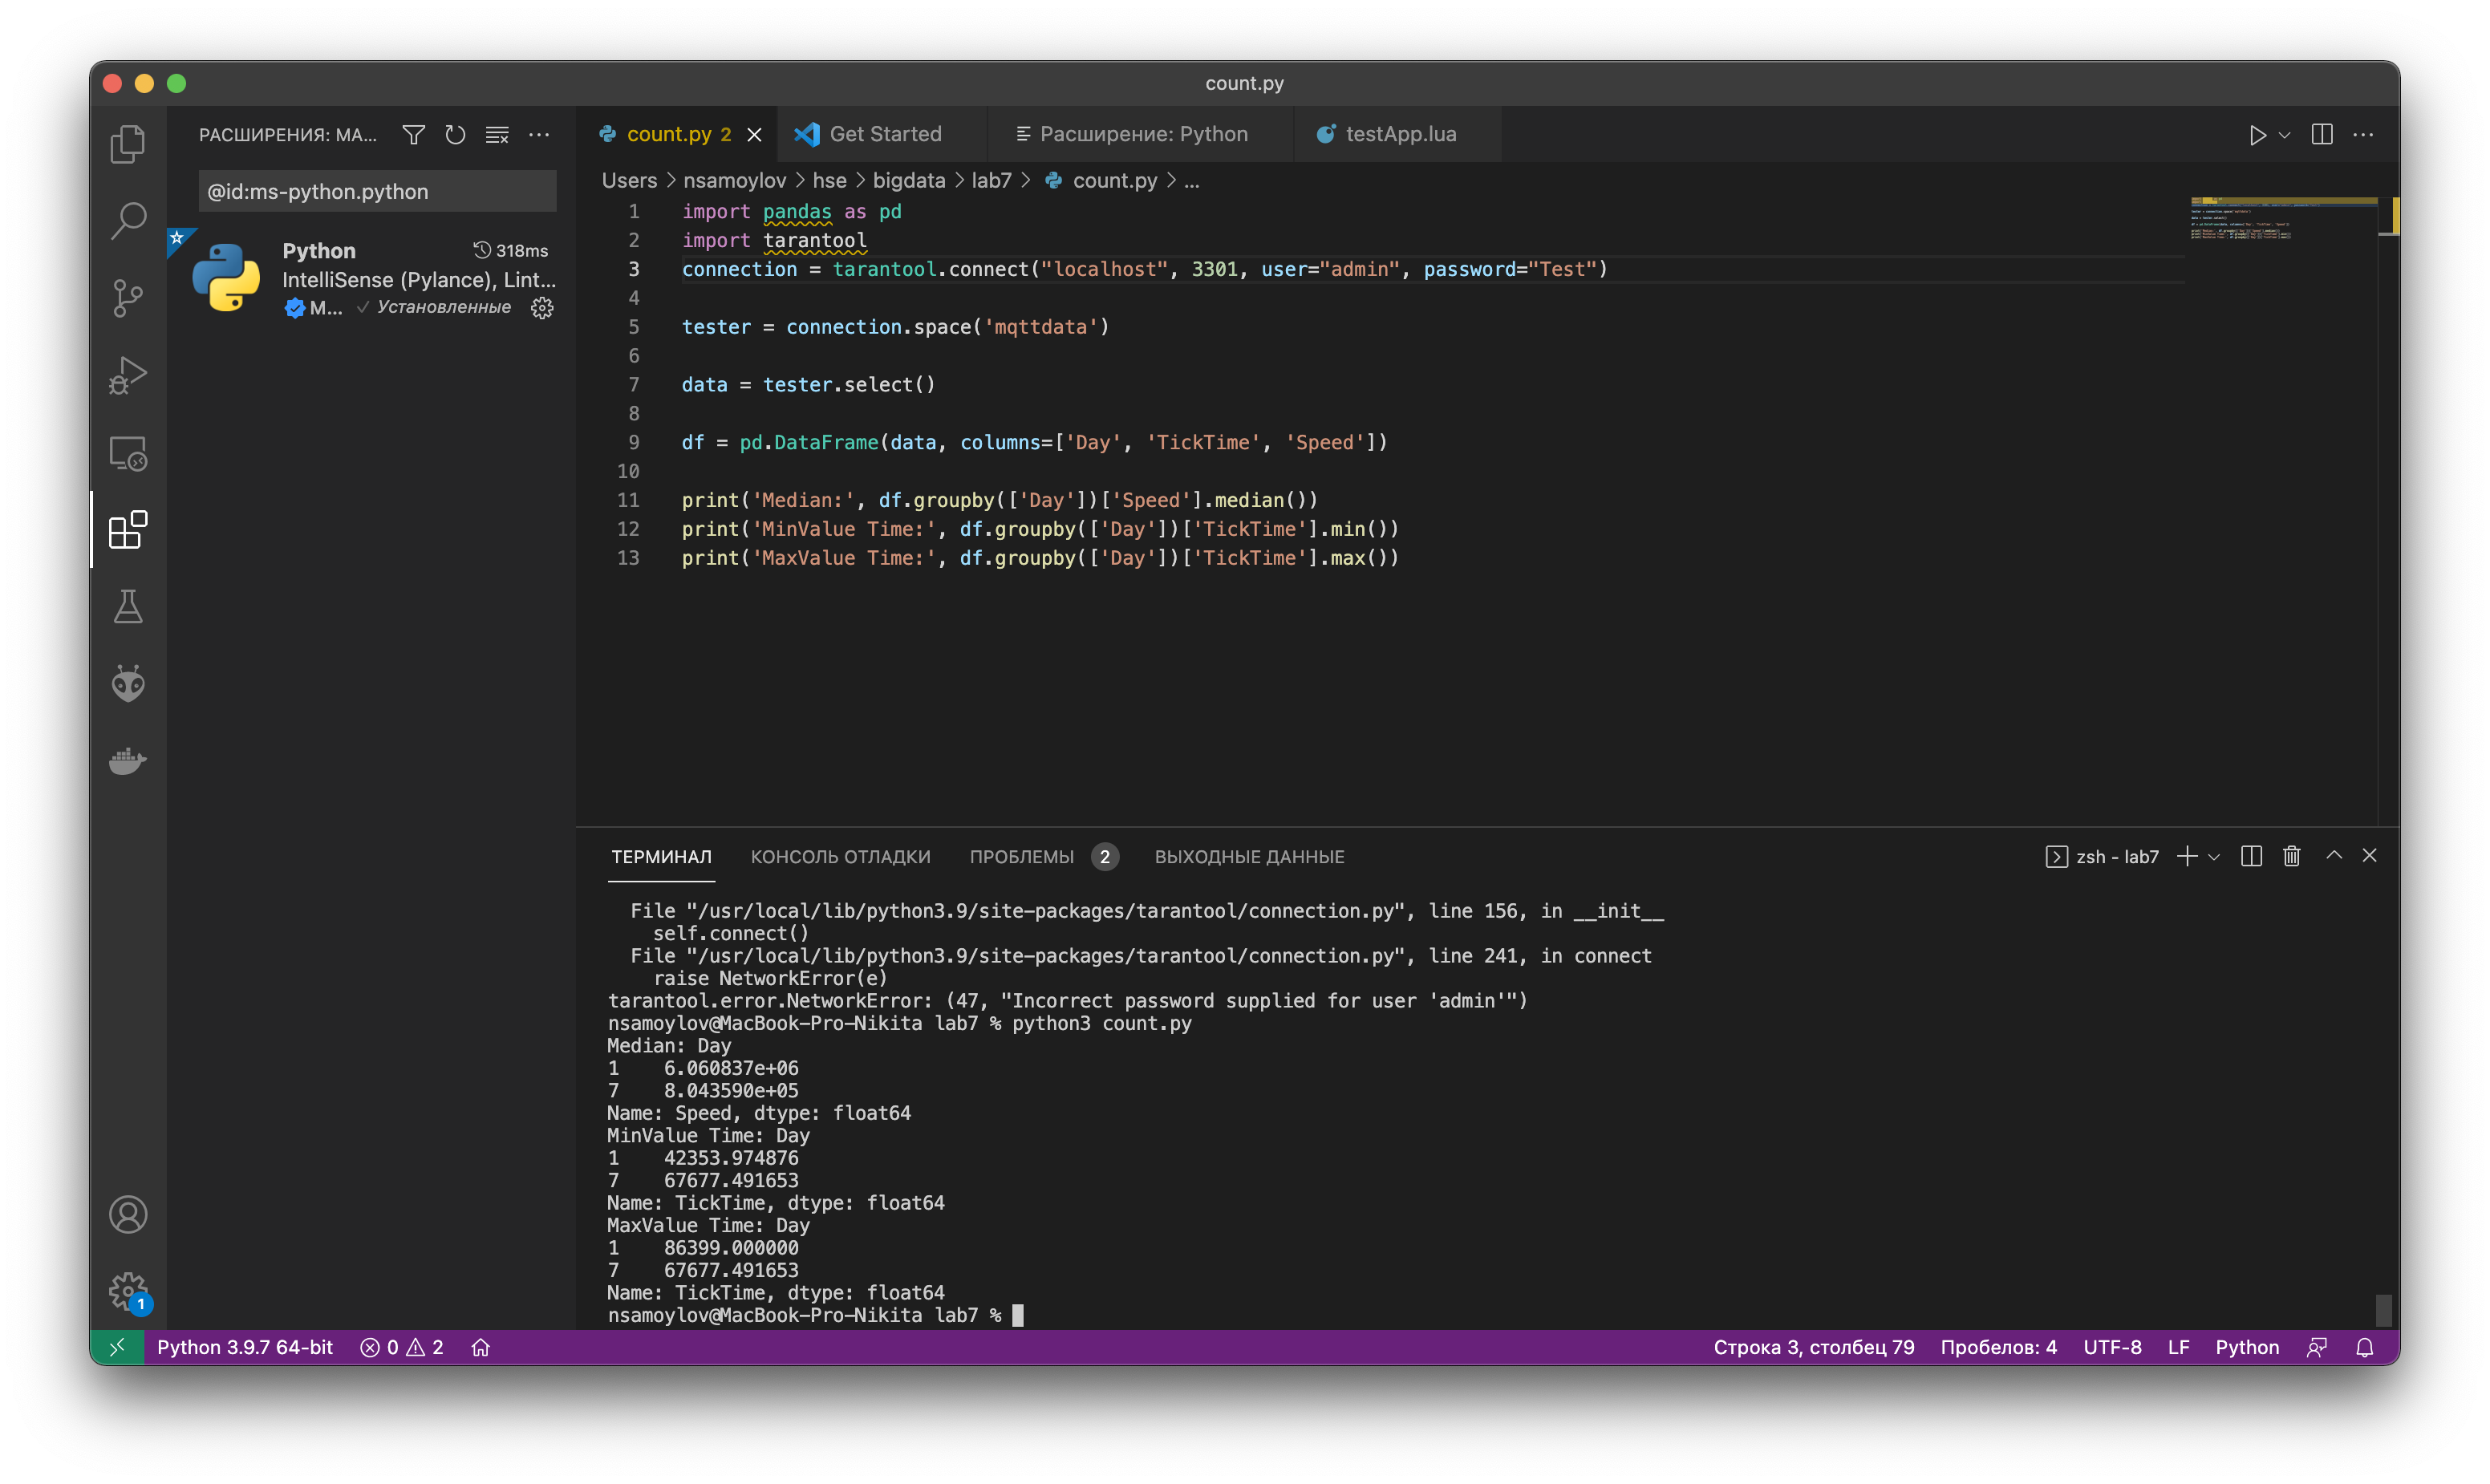 count.py
РАСШИРЕНИЯ: МА...
@id:ms-python.python
Python 318ms
IntelliSense (Pylance), Lint...
M... Установленные
count.py 2
Get Started
Расширение: Python
testApp.lua
Users > nsamoylov > hse > bigdata > lab7 > count.py > ...
1 import pandas as pd
2 import tarantool
3 connection = tarantool.connect("localhost", 3301, user="admin", password="Test")
4
5 tester = connection.space('mqttdata')
6
7 data = tester.select()
8
9 df = pd.DataFrame(data, columns=['Day', 'TickTime', 'Speed'])
10
11 print('Median:', df.groupby(['Day'])['Speed'].median())
12 print('MinValue Time:', df.groupby(['Day'])['TickTime'].min())
13 print('MaxValue Time:', df.groupby(['Day'])['TickTime'].max())
ТЕРМИНАЛ КОНСОЛЬ ОТЛАДКИ ПРОБЛЕМЫ 2 ВЫХОДНЫЕ ДАННЫЕ
zsh - lab7
File "/usr/local/lib/python3.9/site-packages/tarantool/connection.py", line 156, in __init__
self.connect()
File "/usr/local/lib/python3.9/site-packages/tarantool/connection.py", line 241, in connect
raise NetworkError(e)
tarantool.error.NetworkError: (47, "Incorrect password supplied for user 'admin'")
nsamoylov@MacBook-Pro-Nikita lab7 % python3 count.py
Median: Day
1    6.060837e+06
7    8.043590e+05
Name: Speed, dtype: float64
MinValue Time: Day
1    42353.974876
7    67677.491653
Name: TickTime, dtype: float64
MaxValue Time: Day
1    86399.000000
7    67677.491653
Name: TickTime, dtype: float64
nsamoylov@MacBook-Pro-Nikita lab7 %
1
Python 3.9.7 64-bit 0 2
Строка 3, столбец 79 Пробелов: 4 UTF-8 LF Python